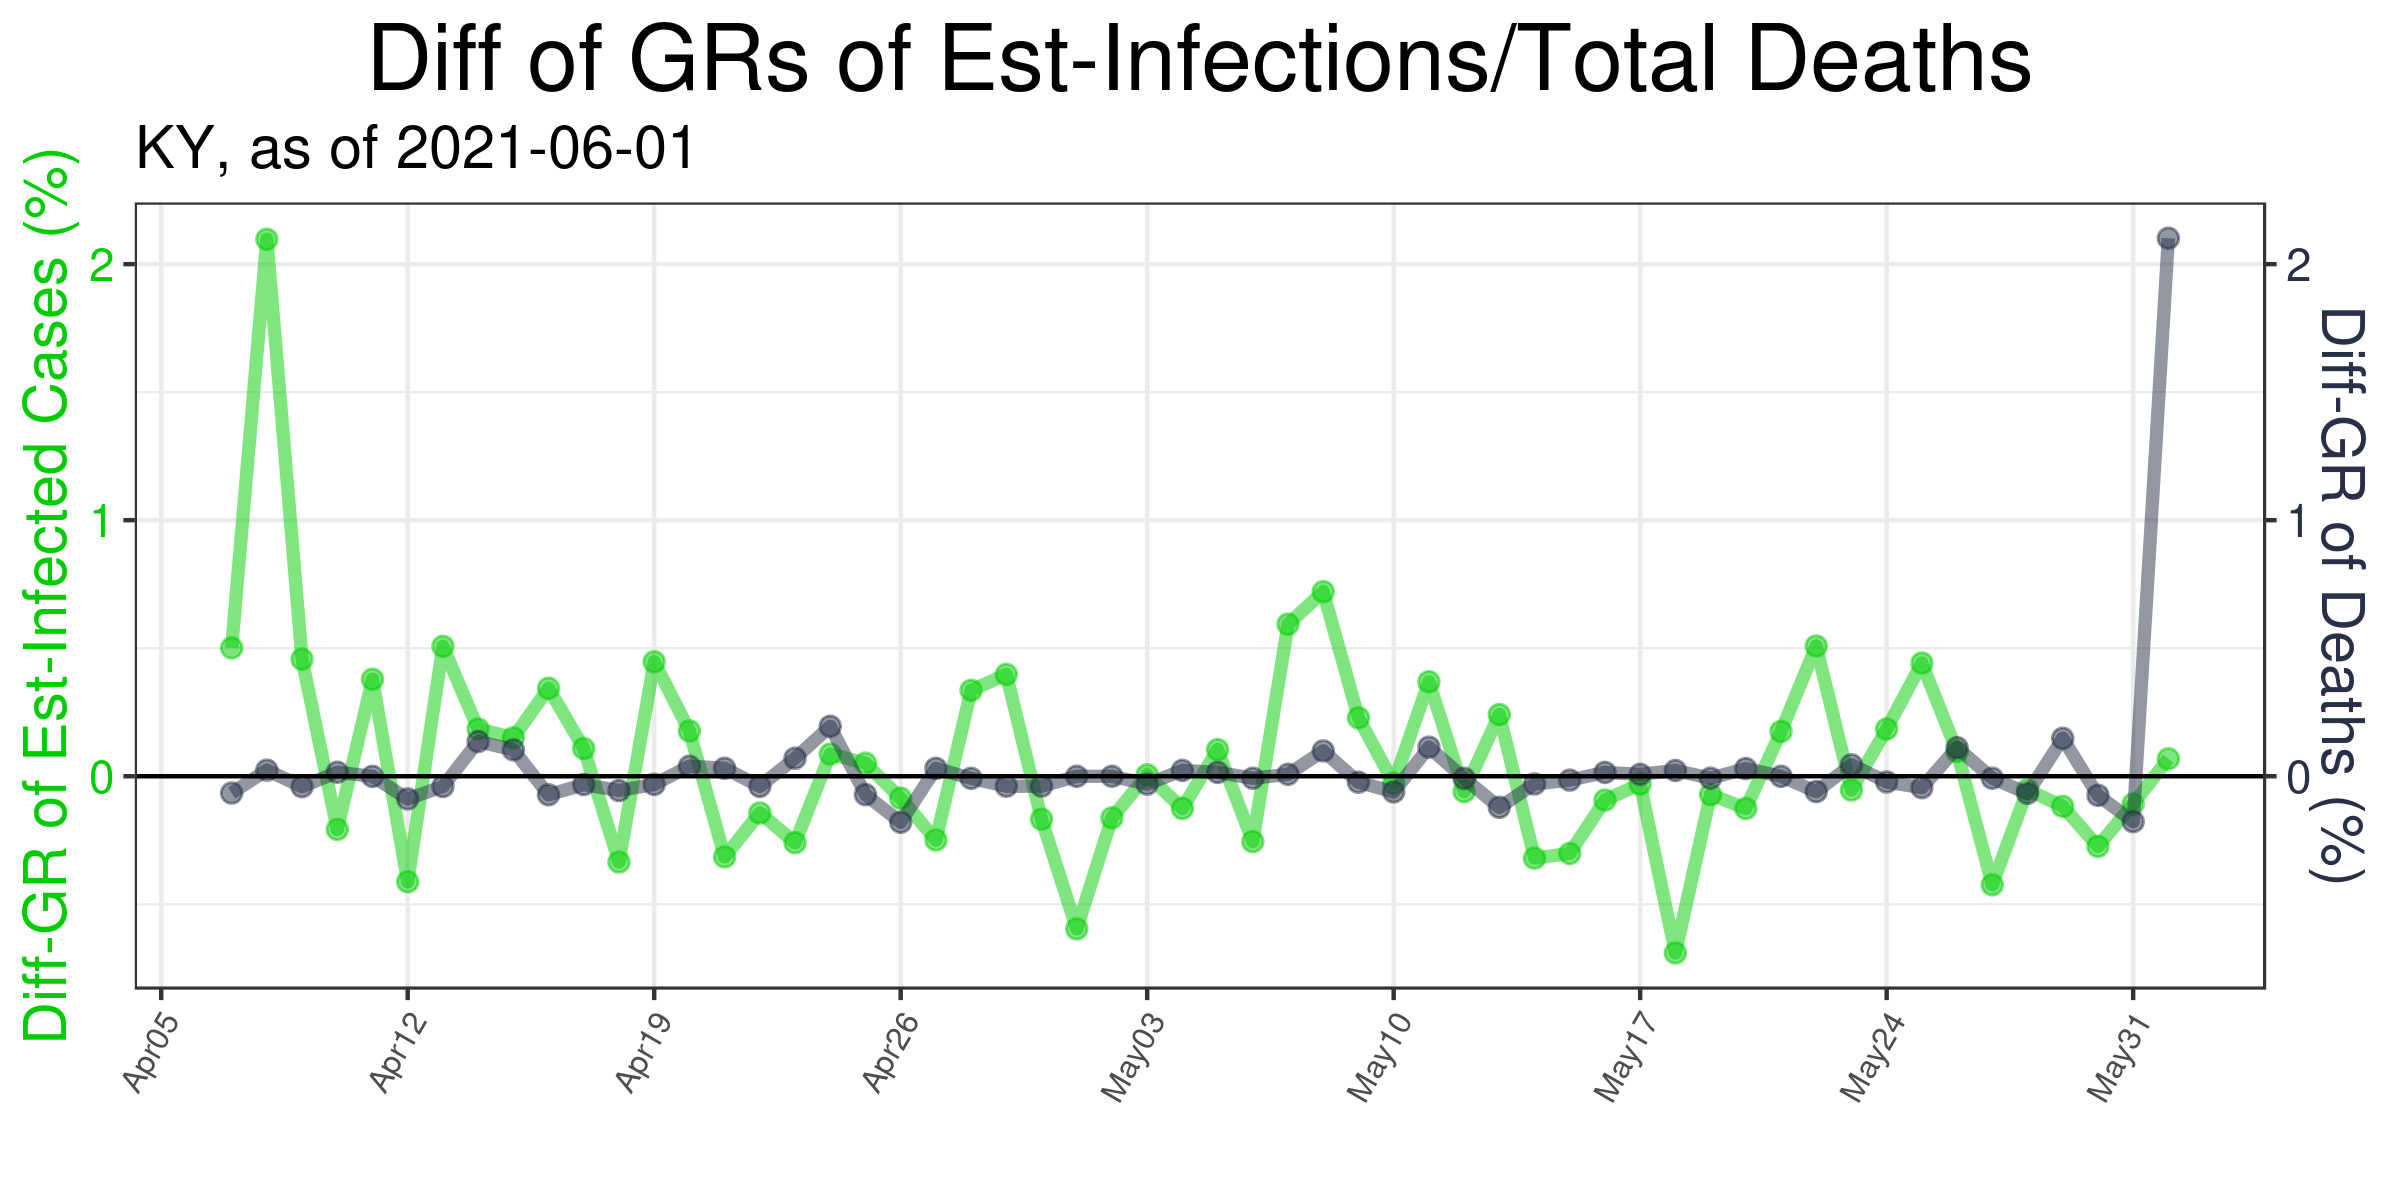 Diff of GRs of Est-Infections/Total Deaths
KY, as of 2021-06-01
Diff-GR of Est-Infected Cases (%)
2
1
0
2
1
0
Diff-GR of Deaths (%)
Apr05
Apr12
Apr19
Apr26
May03
May10
May17
May24
May31